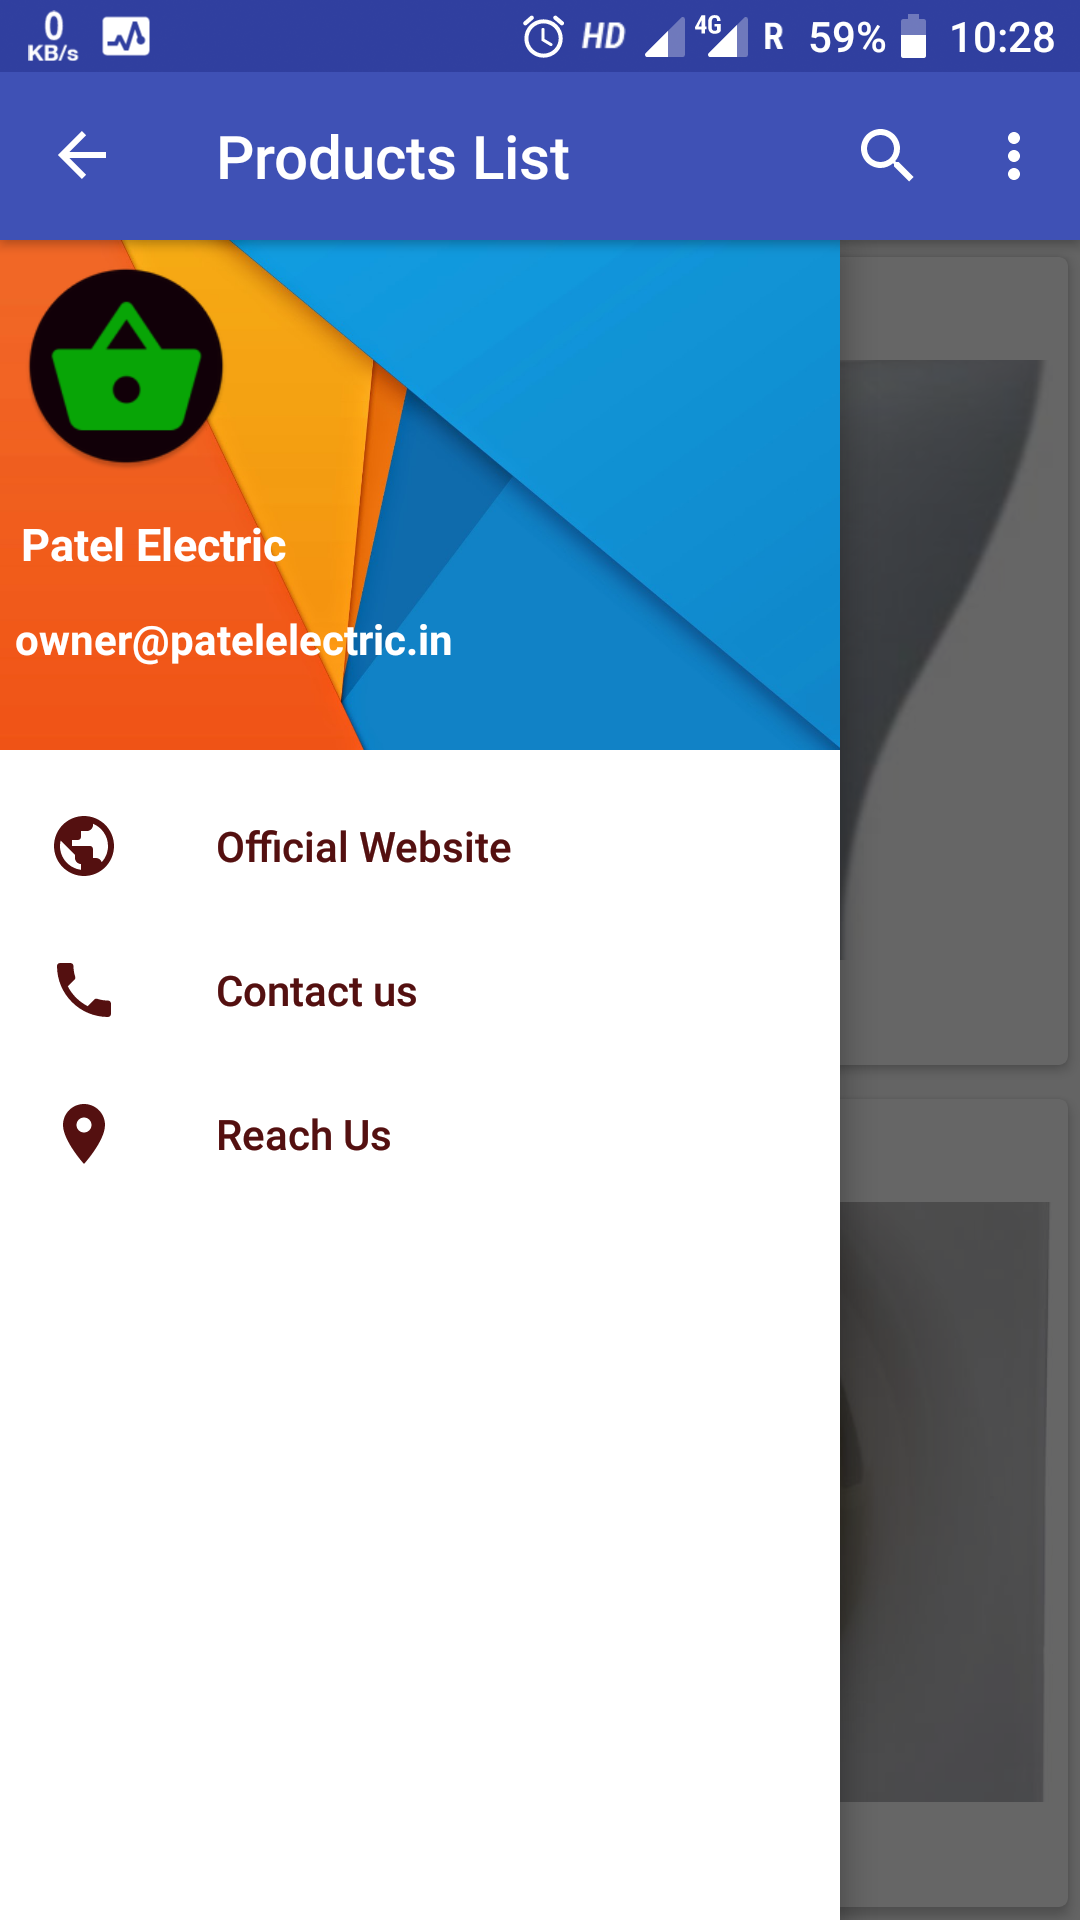 0
KB/s
HD 4G R 59% 10:28
Products List
Patel Electric
owner@patelelectric.in
Official Website
Contact us
Reach Us